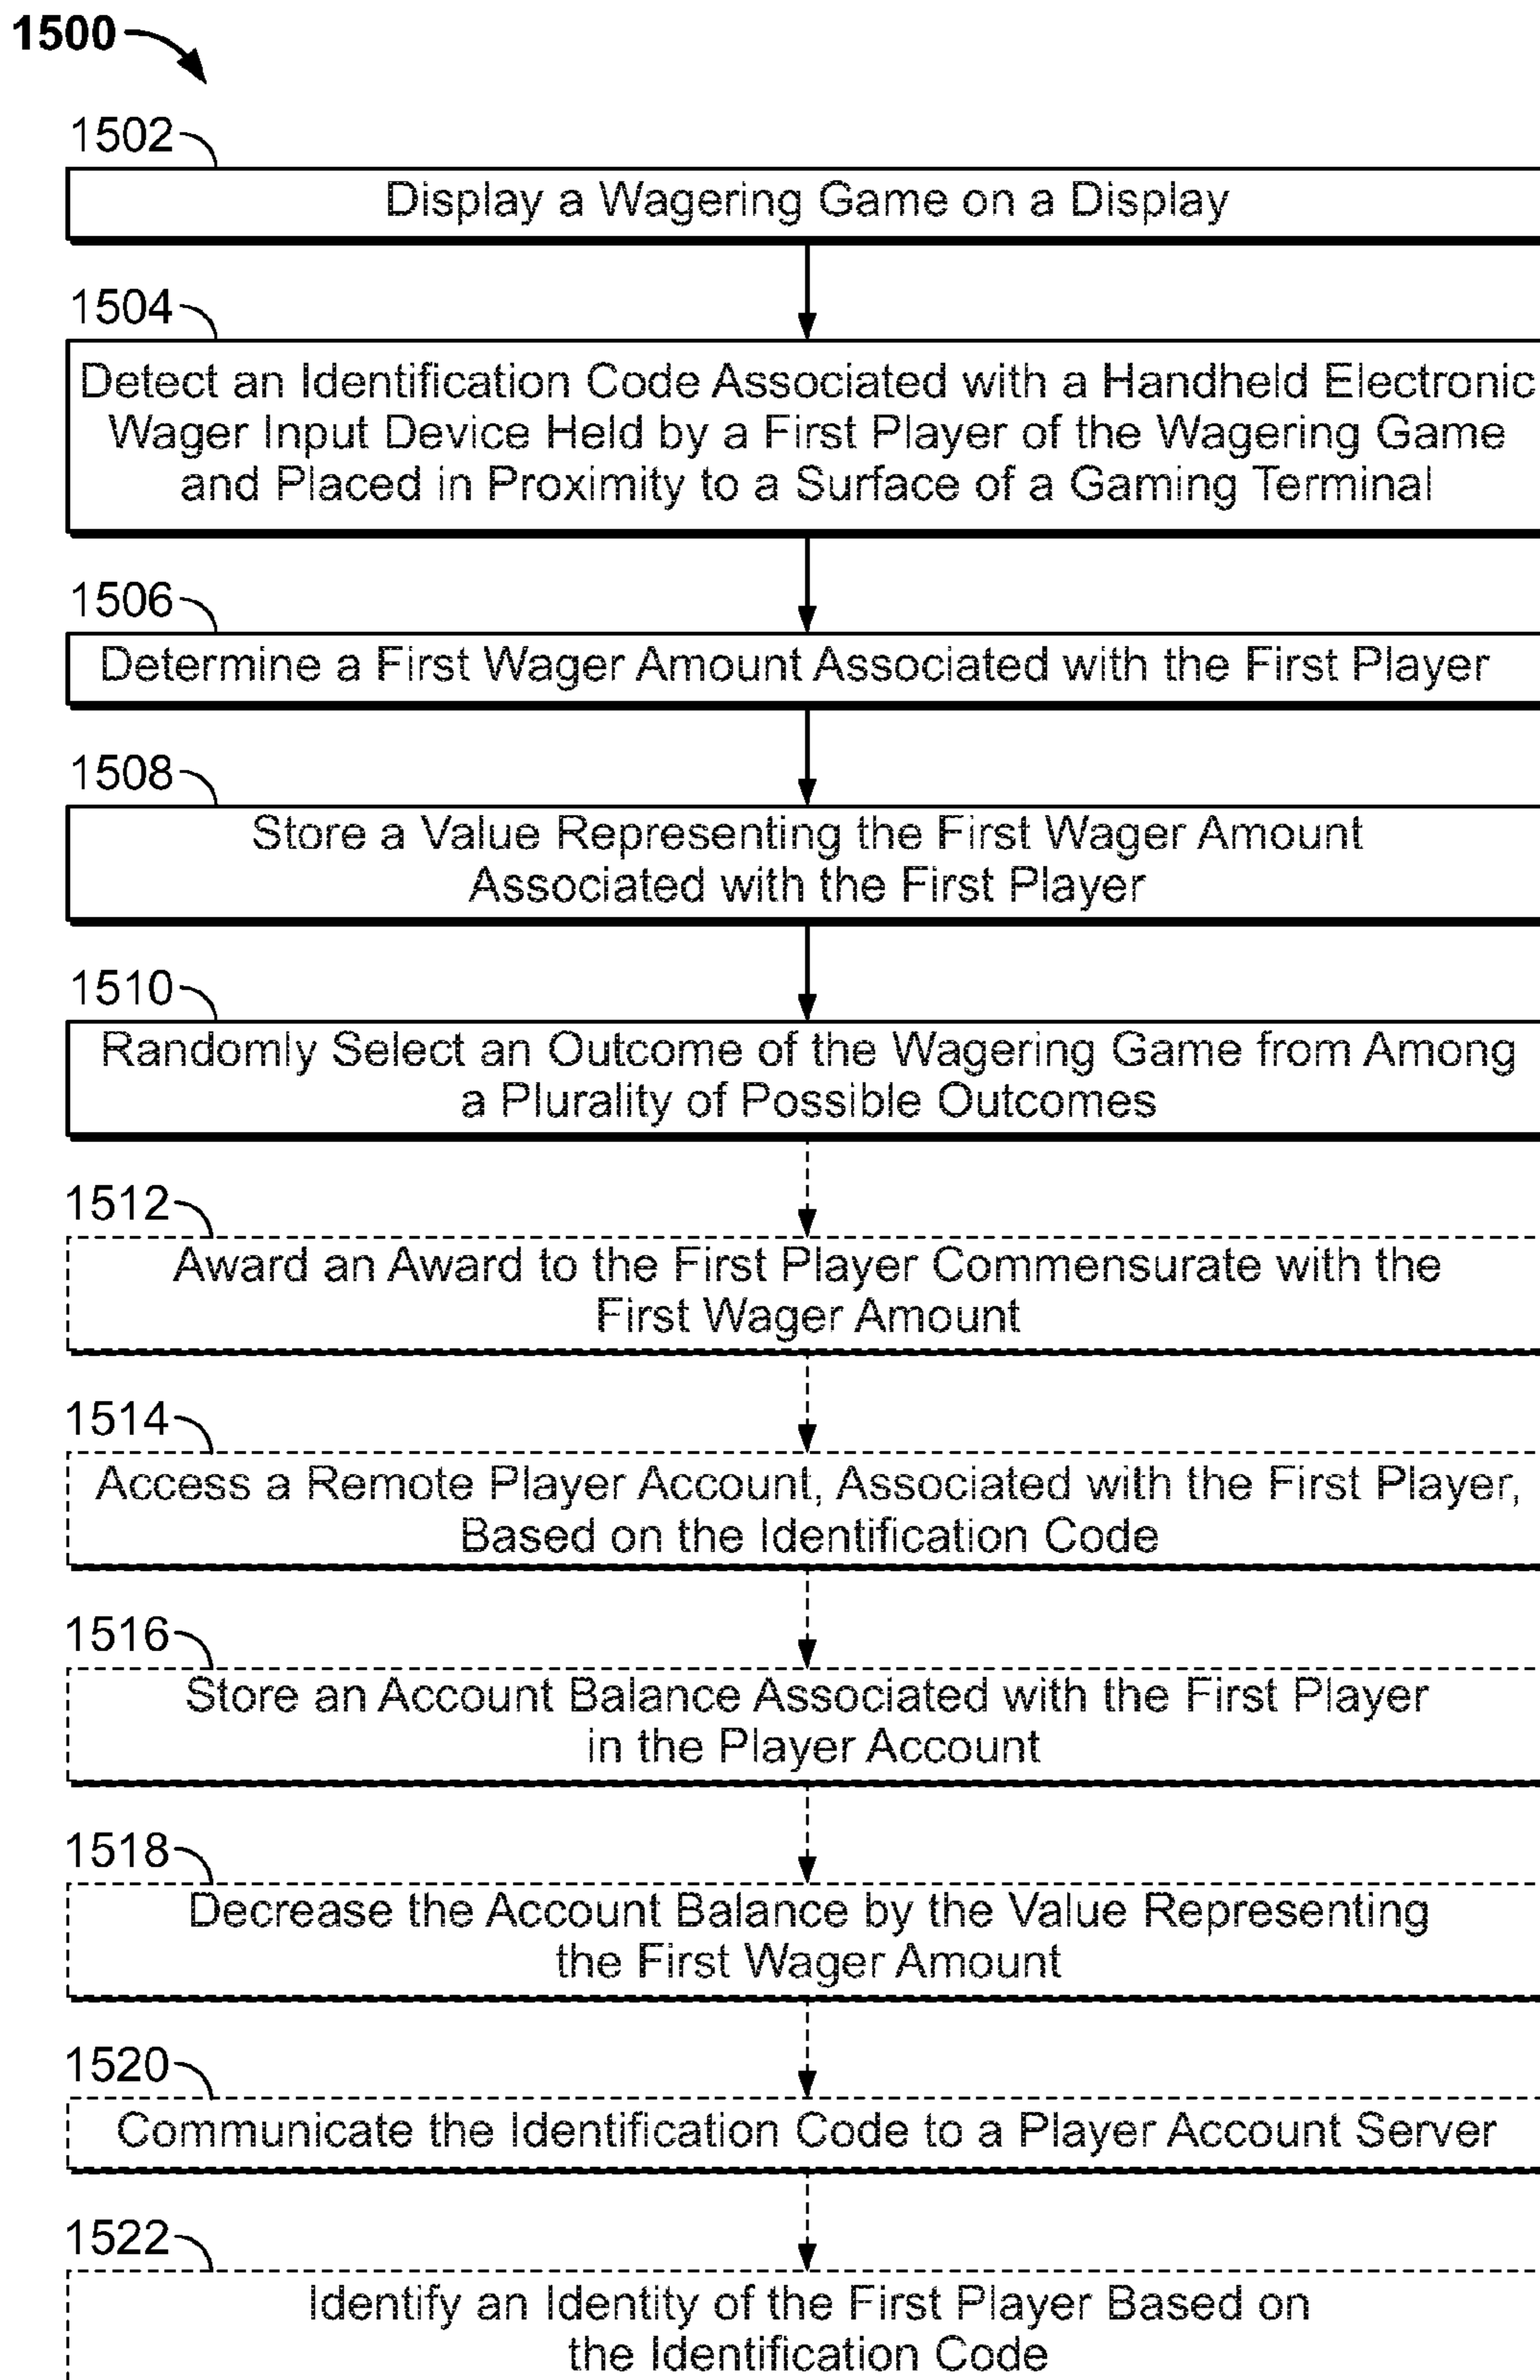 1500
1502
Display a Wagering Game on a Display
1504
Detect an Identification Code Associated with a Handheld Electronic
Wager Input Device Held by a First Player of the Wagering Game
and Placed in Proximity to a Surface of a Gaming Terminal
1506
Determine a First Wager Amount Associated with the First Player
1508
Store a Value Representing the First Wager Amount
Associated with the First Player
1510
Randomly Select an Outcome of the Wagering Game from Among
a Plurality of Possible Outcomes
1512
Award an Award to the First Player Commensurate with the
First Wager Amount
1514
Access a Remote Player Account, Associated with the First Player,
Based on the Identification Code
1516
Store an Account Balance Associated with the First Player
in the Player Account
1518
Decrease the Account Balance by the Value Representing
the First Wager Amount
1520
Communicate the Identification Code to a Player Account Server
1522
Identify an Identity of the First Player Based on
the Identification Code